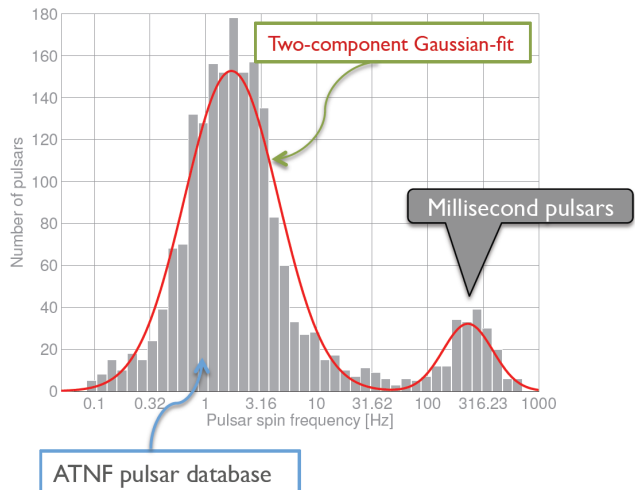 180
160
140
120
100
80
60
40
20
0
Number of pulsars
Two-component Gaussian-fit
Millisecond pulsars
0.1 0.32 1 3.16 10 31.62 100 316.23 1000
Pulsar spin frequency [Hz]
ATNF pulsar database